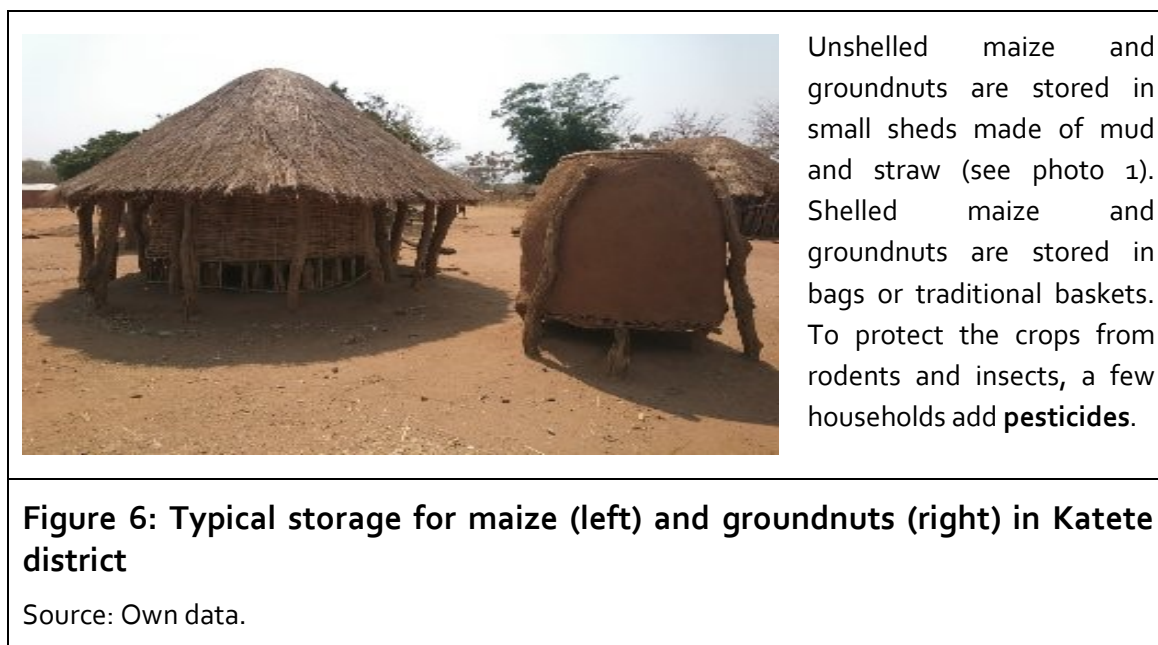 Unshelled maize and
groundnuts are stored in
small sheds made of mud
and straw (see photo 1).
Shelled maize and
groundnuts are stored in
bags or traditional baskets.
To protect the crops from
rodents and insects, a few
households add pesticides.
Figure 6: Typical storage for maize (left) and groundnuts (right) in Katete
district
Source: Own data.